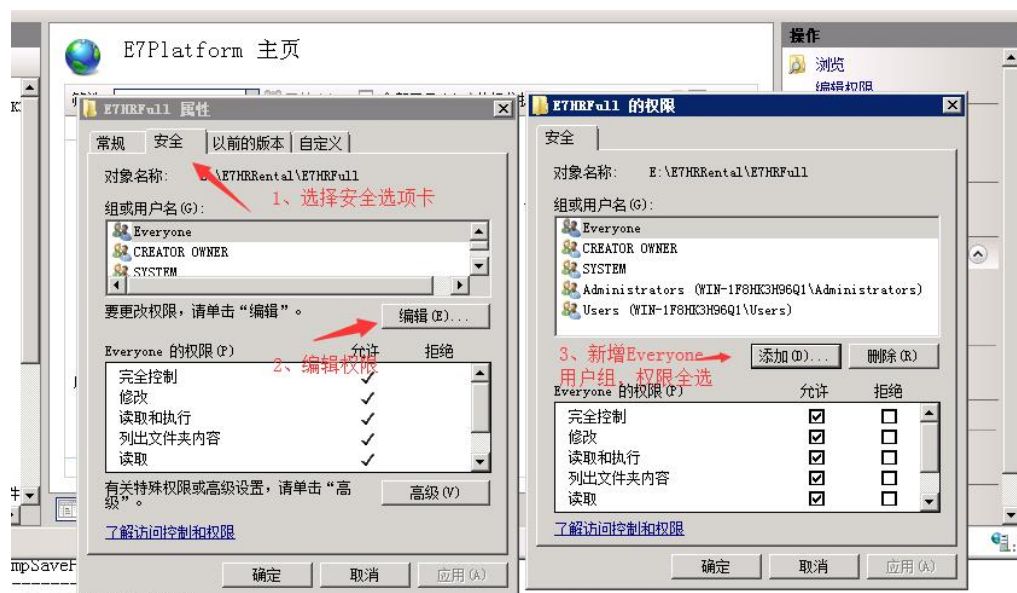 E7Platform 主页
操作
浏览
编辑权限
E7HRFull 属性
常规 安全 以前的版本 自定义
对象名称: E:\E7HRRental\E7HRFull
1、选择安全选项卡
组或用户名(G):
Everyone
CREATOR OWNER
SYSTEM
要更改权限，请单击“编辑”。
编辑(E)...
2、编辑权限
Everyone 的权限(P) 允许 拒绝
完全控制
修改
读取和执行
列出文件夹内容
读取
有关特殊权限或高级设置，请单击“高级”。
高级(V)
了解访问控制和权限
确定 取消 应用(A)
E7HRFull 的权限
安全
对象名称: E:\E7HRRental\E7HRFull
组或用户名(G):
Everyone
CREATOR OWNER
SYSTEM
Administrators (WIN-1F8HK3H96Q1\Administrators)
Users (WIN-1F8HK3H96Q1\Users)
3、新增Everyone
用户组，权限全选
添加(D)... 删除(R)
Everyone 的权限(P) 允许 拒绝
完全控制
修改
读取和执行
列出文件夹内容
读取
了解访问控制和权限
确定 取消 应用(A)